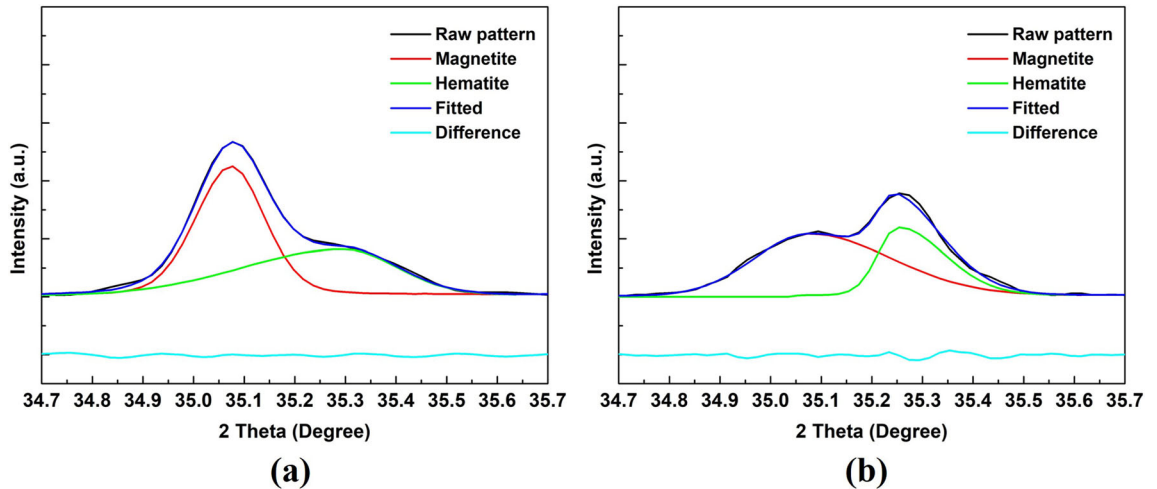 Raw pattern
Magnetite
Hematite
Fitted
Difference
Intensity (a.u.)
34.7 34.8 34.9 35.0 35.1 35.2 35.3 35.4 35.5 35.6 35.7
2 Theta (Degree)
(a)
Raw pattern
Magnetite
Hematite
Fitted
Difference
Intensity (a.u.)
34.7 34.8 34.9 35.0 35.1 35.2 35.3 35.4 35.5 35.6 35.7
2 Theta (Degree)
(b)